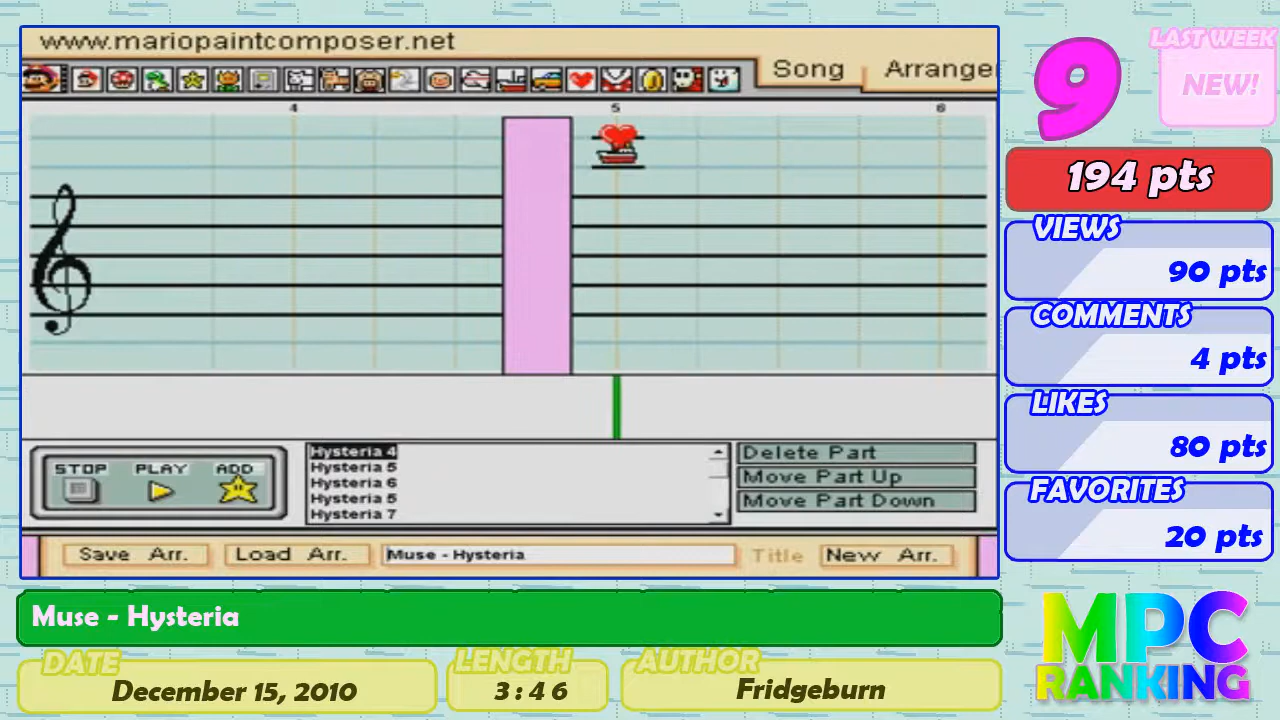 www.mariopaintcomposer.net
Song
Arranger
4
5
6
STOP
PLAY
ADD
Hysteria 4
Hysteria 5
Hysteria 6
Hysteria 5
Hysteria 7
Delete Part
Move Part Up
Move Part Down
Save Arr.
Load Arr.
Muse - Hysteria
Title
New Arr.
9
LAST WEEK
NEW!
194 pts
VIEWS
90 pts
COMMENTS
4 pts
LIKES
80 pts
FAVORITES
20 pts
Muse - Hysteria
DATE
December 15, 2010
LENGTH
3:46
AUTHOR
Fridgeburn
MPC
RANKING